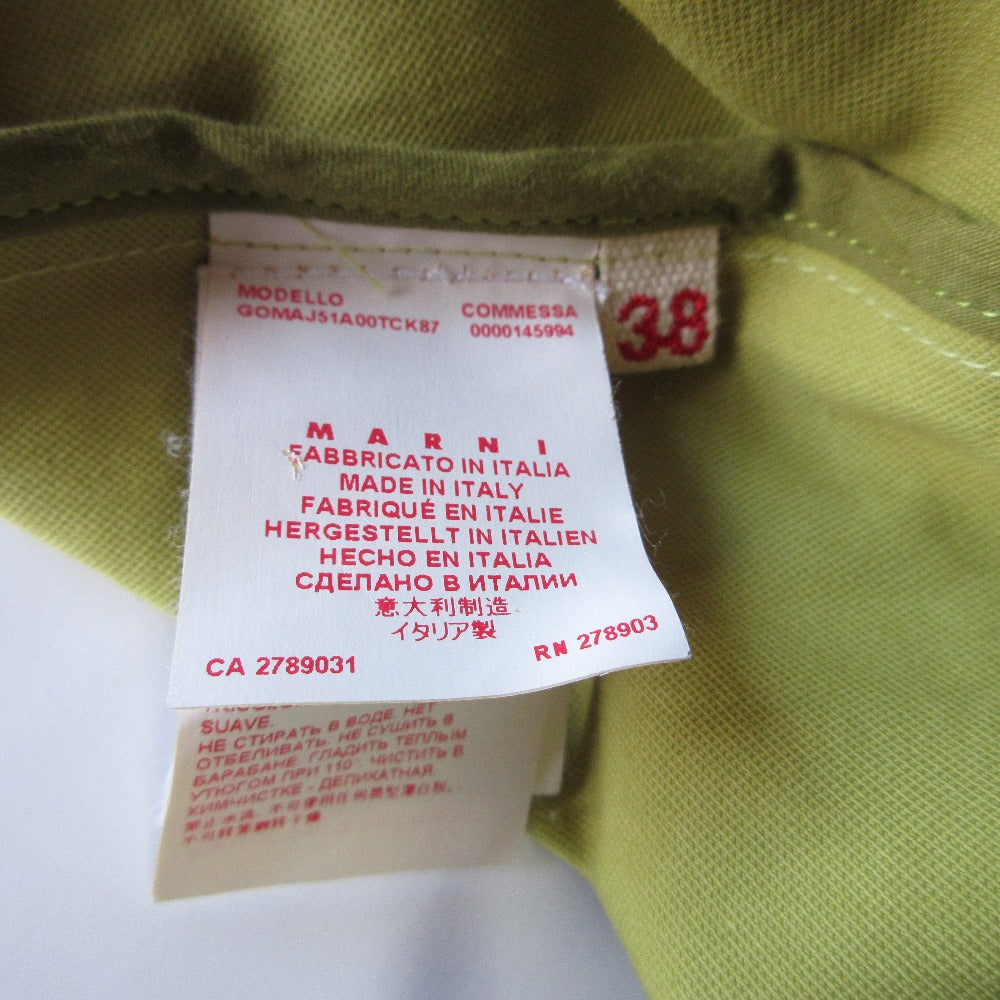 MODELLO
GOMAJ51A00TCK87
COMMESSA
0000145994
38
MARNI
FABBRICATO IN ITALIA
MADE IN ITALY
FABRIQUÉ EN ITALIE
HERGESTELLT IN ITALIEN
HECHO EN ITALIA
СДЕЛАНО В ИТАЛИИ
意大利制造
イタリア製
CA 2789031
RN 278903
SUAVE.
НЕ СТИРАТЬ В ВОДЕ. НЕТ
ОТБЕЛИВАТЬ. НЕ СУШИТЬ В
БАРАБАНЕ. ГЛАДИТЬ ТЕПЛЫМ
УТЮГОМ ПРИ 110°. ЧИСТИТЬ В
ХИМЧИСТКЕ - ДЕЛИКАТНАЯ.